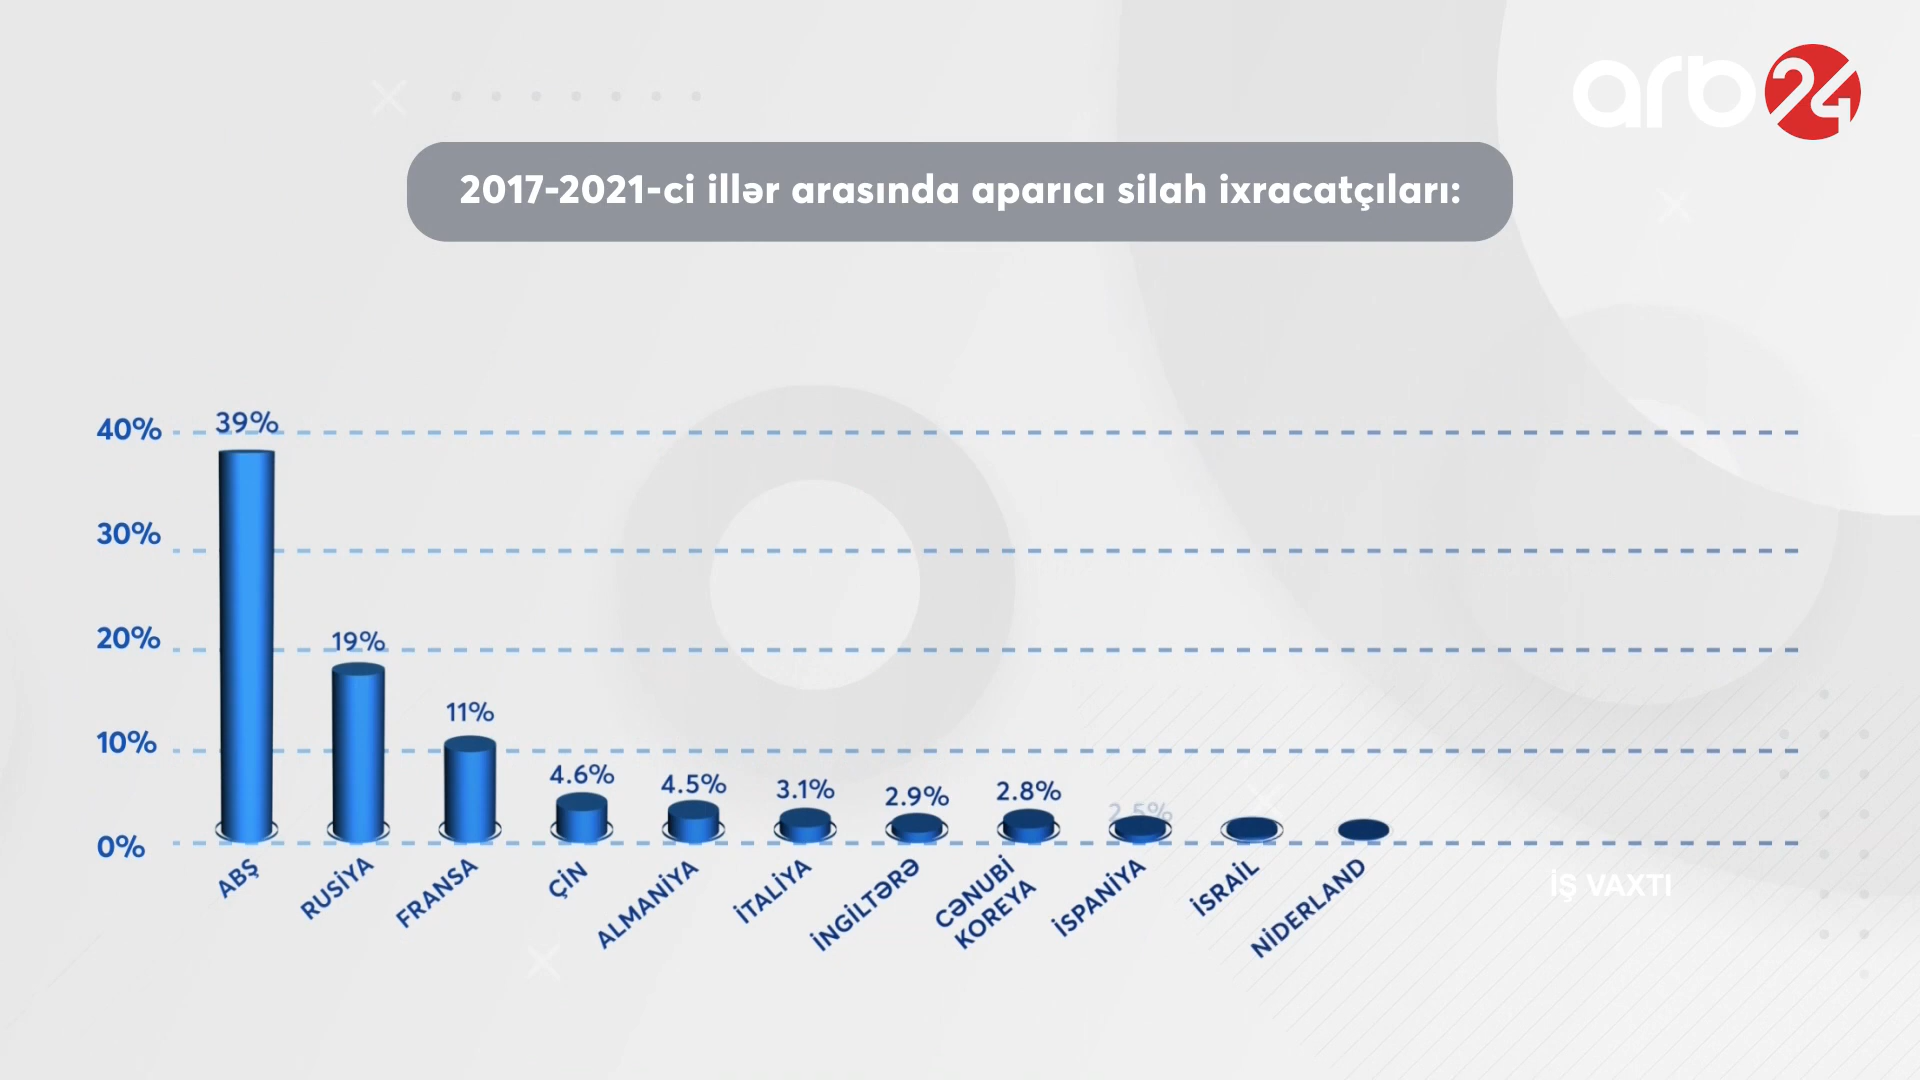 arb24
2017-2021-ci illər arasında aparıcı silah ixracatçıları:
40%
30%
20%
10%
0%
39%
19%
11%
4.6%
4.5%
3.1%
2.9%
2.8%
2.5%
ABŞ
RUSİYA
FRANSA
ÇİN
ALMANİYA
İTALİYA
İNGİLTƏRƏ
CƏNUBİ
KOREYA
İSPANİYA
İSRAİL
NİDERLAND
İŞ VAXTI